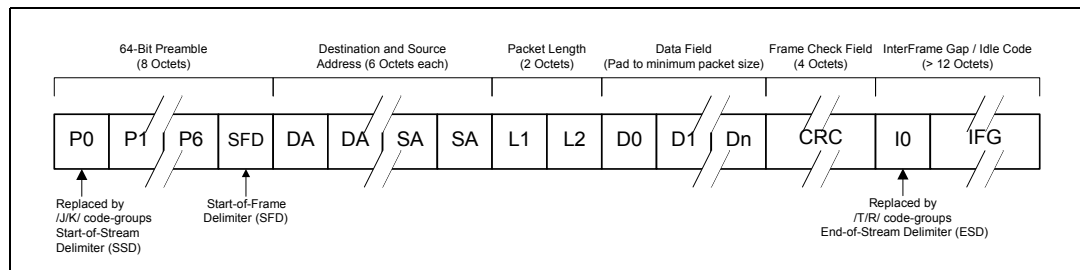 64-Bit Preamble
(8 Octets)
Destination and Source
Address (6 Octets each)
Packet Length
(2 Octets)
Data Field
(Pad to minimum packet size)
Frame Check Field
(4 Octets)
InterFrame Gap / Idle Code
(> 12 Octets)
P0 P1 P6 SFD DA DA SA SA L1 L2 D0 D1 Dn CRC I0 IFG
Replaced by
/J/K/ code-groups
Start-of-Stream
Delimiter (SSD)
Start-of-Frame
Delimiter (SFD)
Replaced by
/T/R/ code-groups
End-of-Stream Delimiter (ESD)